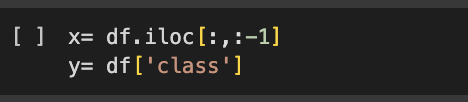 [ ] x= df.iloc[:,:-1]
y= df['class']